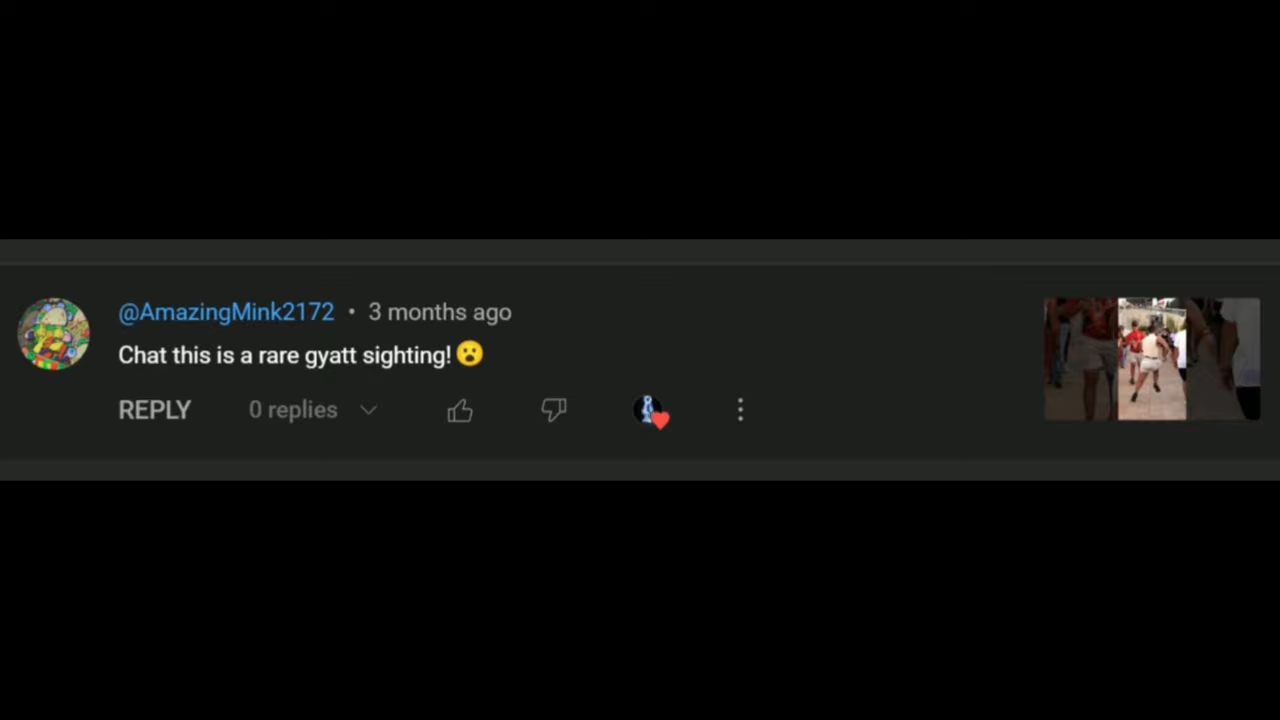 @AmazingMink2172 • 3 months ago
Chat this is a rare gyatt sighting!😮
REPLY 0 replies